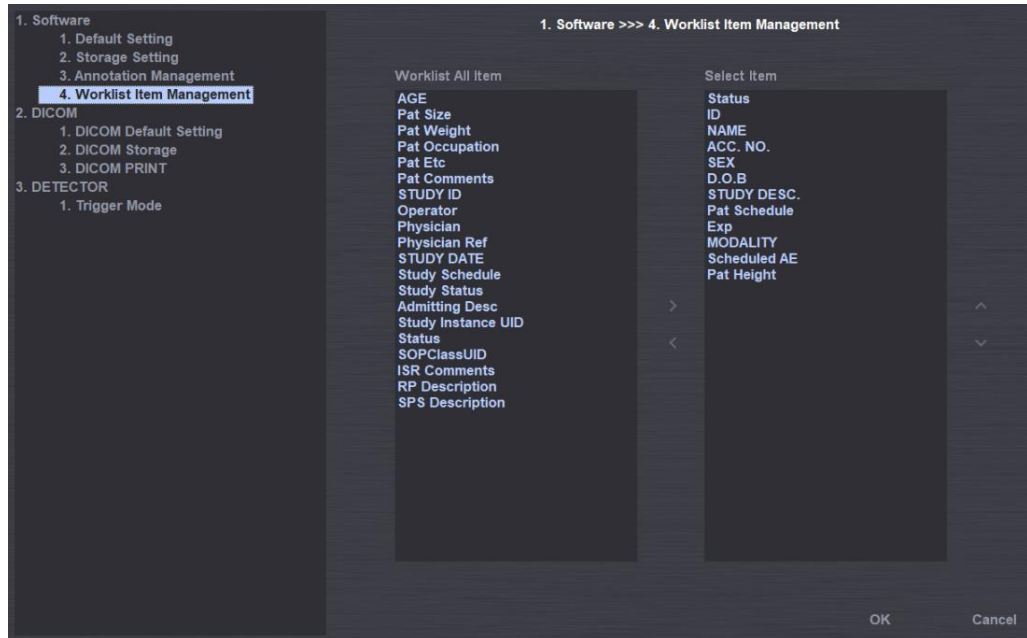 1. Software
1. Default Setting
2. Storage Setting
3. Annotation Management
4. Worklist Item Management
2. DICOM
1. DICOM Default Setting
2. DICOM Storage
3. DICOM PRINT
3. DETECTOR
1. Trigger Mode
1. Software >>> 4. Worklist Item Management
Worklist All Item
AGE
Pat Size
Pat Weight
Pat Occupation
Pat Etc
Pat Comments
STUDY ID
Operator
Physician
Physician Ref
STUDY DATE
Study Schedule
Study Status
Admitting Desc
Study Instance UID
Status
SOPClassUID
ISR Comments
RP Description
SPS Description
>
<
Select Item
Status
ID
NAME
ACC. NO.
SEX
D.O.B
STUDY DESC.
Pat Schedule
Exp
MODALITY
Scheduled AE
Pat Height
OK
Cancel